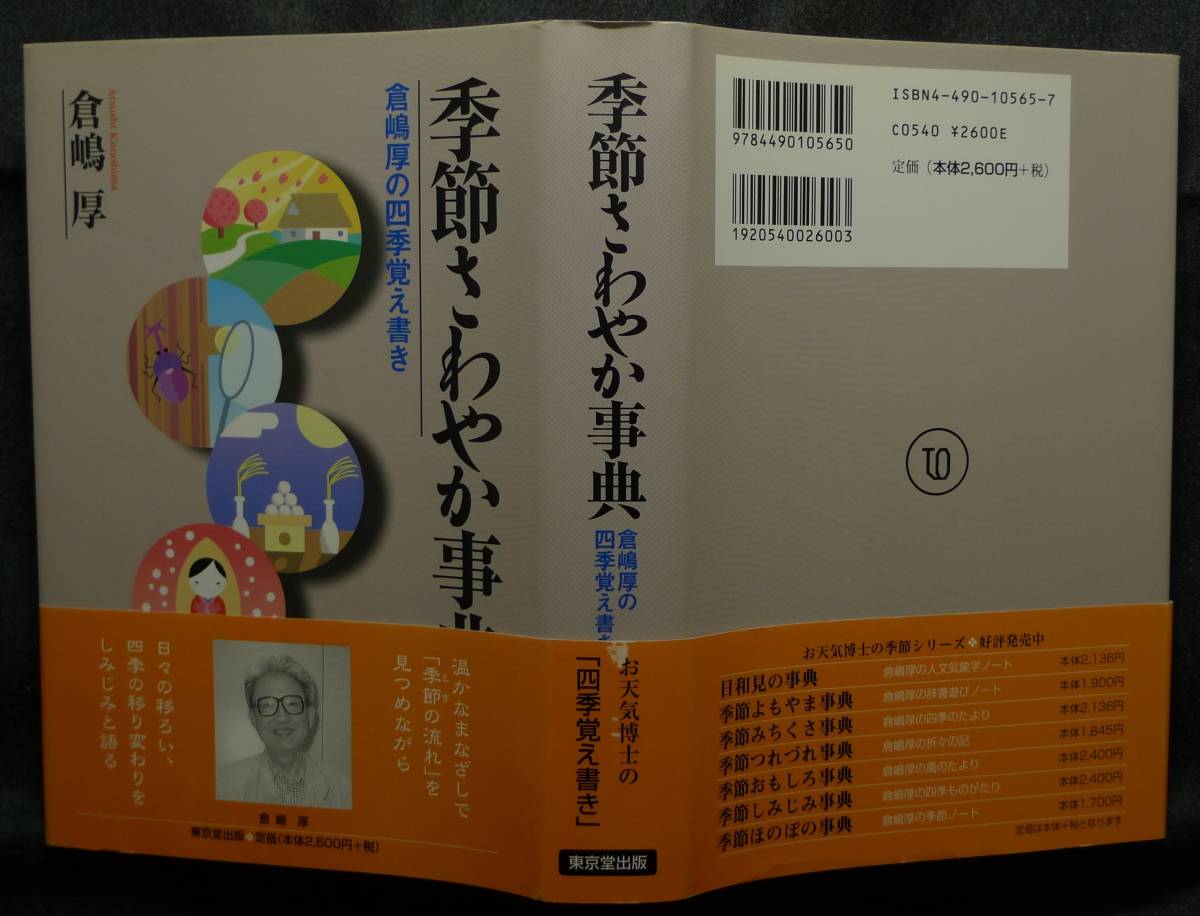 季節さわやか事典
倉嶋厚の四季覚え書き
Atsushi Kurashima
倉嶋 厚
温かなまなざしで
「季節の流れ」を
とき
見つめながら
日々の移ろい、
四季の移り変わりを
しみじみと語る
倉嶋 厚
東京堂出版❖定価(本体2,600円+税)
季節さわやか事典
倉嶋厚の
四季覚え書き
お天気博士の
「四季覚え書き」
東京堂出版
9784490105650
1920540026003
ISBN4-490-10565-7
C0540 ¥2600E
定価(本体2,600円+税)
お天気博士の季節シリーズ❖好評発売中
日和見の事典 倉嶋厚の人文気象学ノート 本体2,136円
季節よもやま事典 倉嶋厚の辞書遊びノート 本体1,900円
季節みちくさ事典 倉嶋厚の四季のたより 本体2,136円
季節つれづれ事典 倉嶋厚の折々の記 本体1,845円
季節おもしろ事典 倉嶋厚の風のたより 本体2,400円
季節しみじみ事典 倉嶋厚の四季ものがたり 本体2,400円
季節ほのぼの事典 倉嶋厚の季節ノート 本体1,700円
定価は本体+税となります